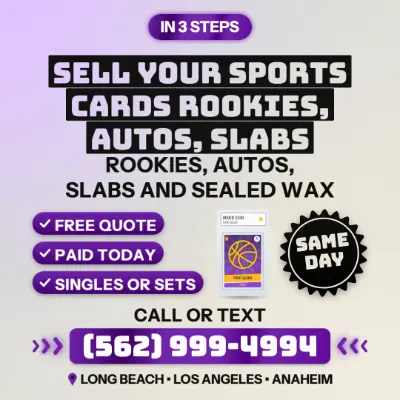 IN 3 STEPS
SELL YOUR SPORTS
CARDS ROOKIES,
AUTOS, SLABS
ROOKIES, AUTOS,
SLABS AND SEALED WAX
FREE QUOTE
PAID TODAY
SINGLES OR SETS
SAME
DAY
CALL OR TEXT
(562) 999-4994
LONG BEACH • LOS ANGELES • ANAHEIM